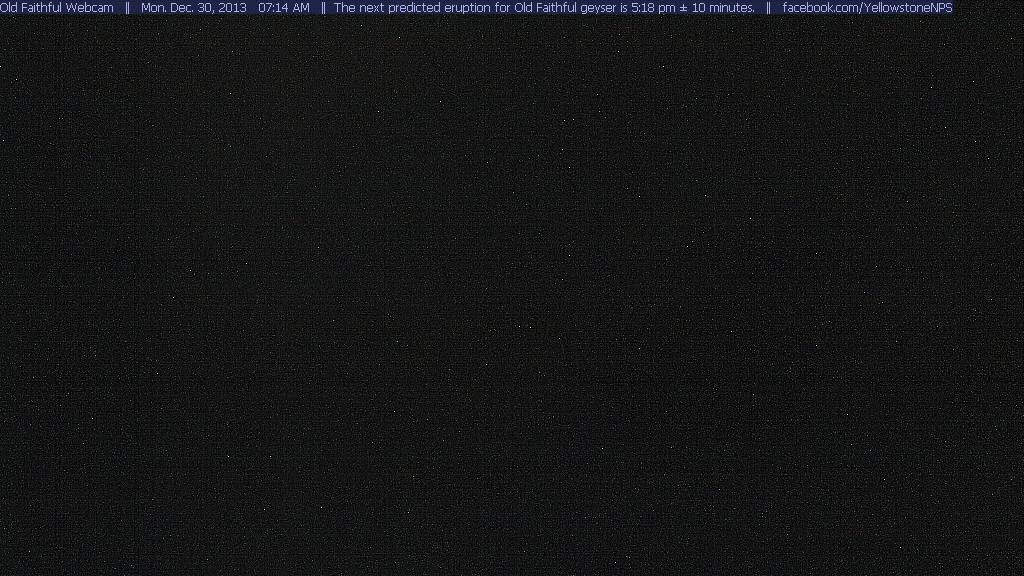 Old Faithful Webcam || Mon. Dec. 30, 2013 07:14 AM || The next predicted eruption for Old Faithful geyser is 5:18 pm ± 10 minutes. || facebook.com/YellowstoneNPS